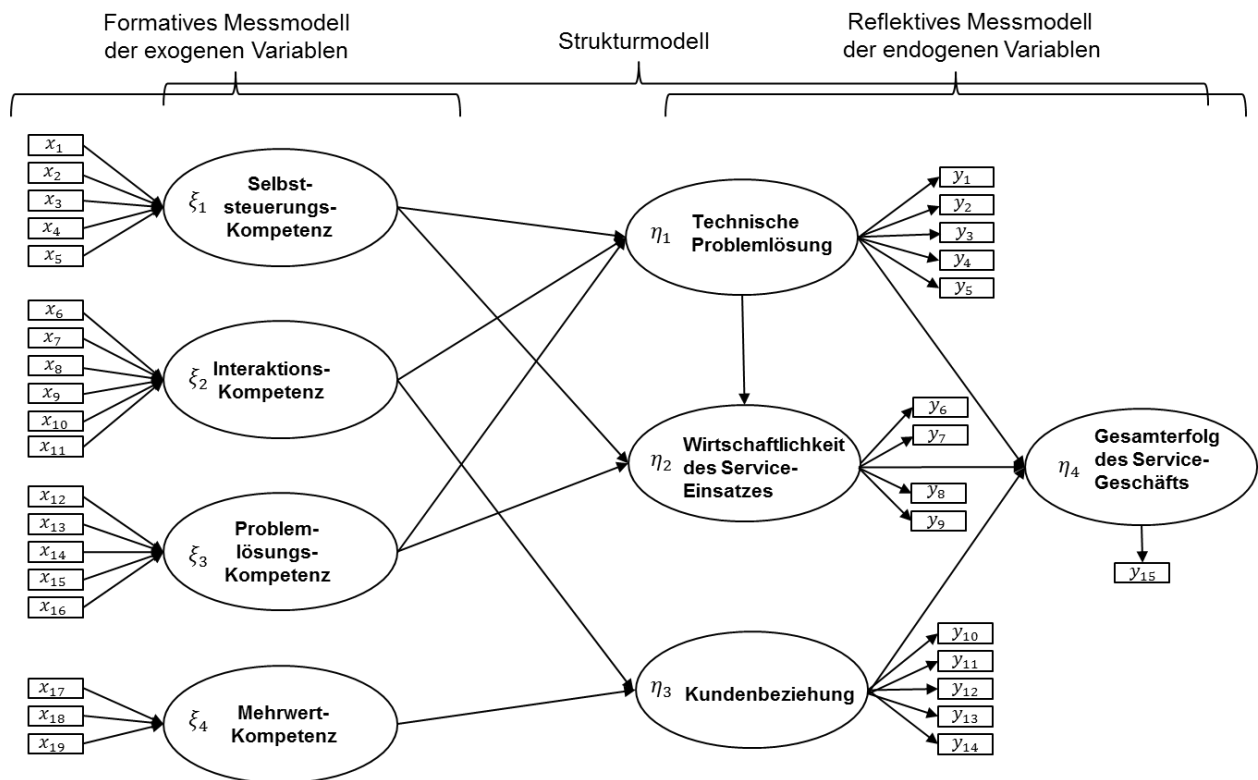 Formatives Messmodell
der exogenen Variablen
Strukturmodell
Reflektives Messmodell
der endogenen Variablen
x₁
x₂
x₃
x₄
x₅
ξ₁
Selbst-
steuerungs-
Kompetenz
x₆
x₇
x₈
x₉
x₁₀
x₁₁
ξ₂
Interaktions-
Kompetenz
x₁₂
x₁₃
x₁₄
x₁₅
x₁₆
ξ₃
Problem-
lösungs-
Kompetenz
x₁₇
x₁₈
x₁₉
ξ₄
Mehrwert-
Kompetenz
η₁
Technische
Problemlösung
y₁
y₂
y₃
y₄
y₅
η₂
Wirtschaftlichkeit
des Service-
Einsatzes
y₆
y₇
y₈
y₉
η₃
Kundenbeziehung
y₁₀
y₁₁
y₁₂
y₁₃
y₁₄
η₄
Gesamterfolg
des Service-
Geschäfts
y₁₅